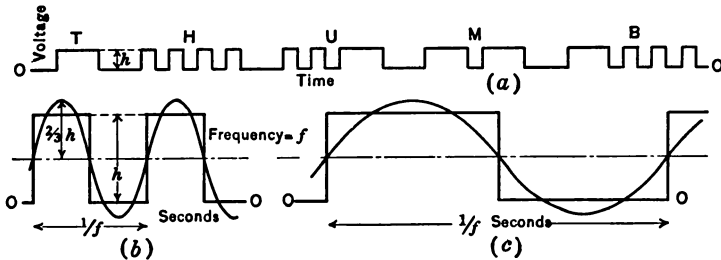 Voltage
T H U M B
h
O Time (a) O
2/3 h h Frequency = f
O O O O
1/f Seconds 1/f Seconds
(b) (c)